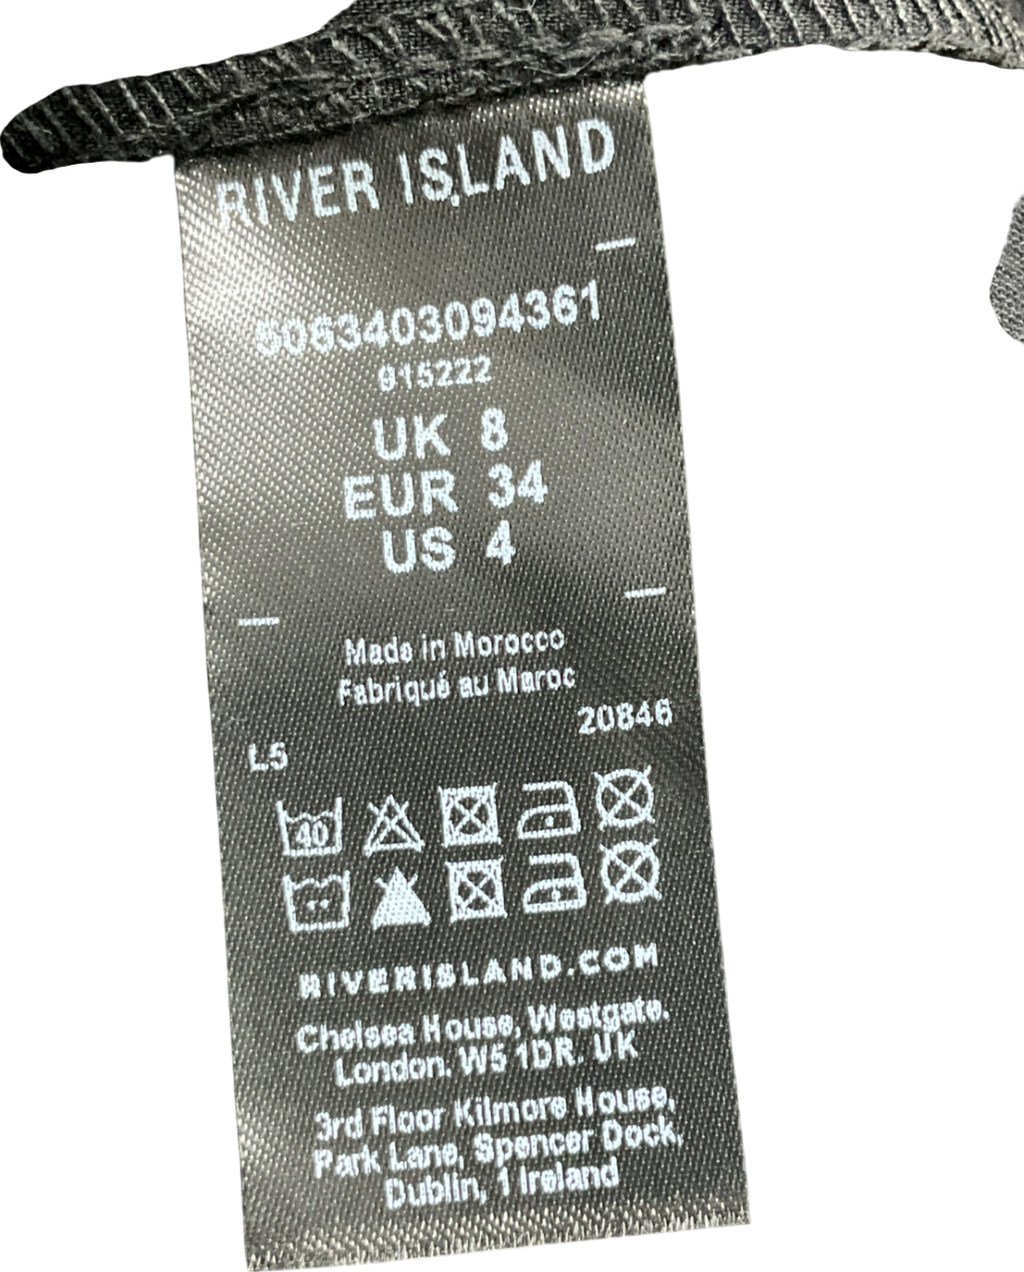 RIVER ISLAND
5063403094361
915222
UK 8
EUR 34
US 4
Made in Morocco
Fabriqué au Maroc
20846
L5
40
RIVERISLAND.COM
Chelsea House, Westgate,
London. W5 1DR. UK
3rd Floor Kilmore House,
Park Lane, Spencer Dock,
Dublin, 1 Ireland